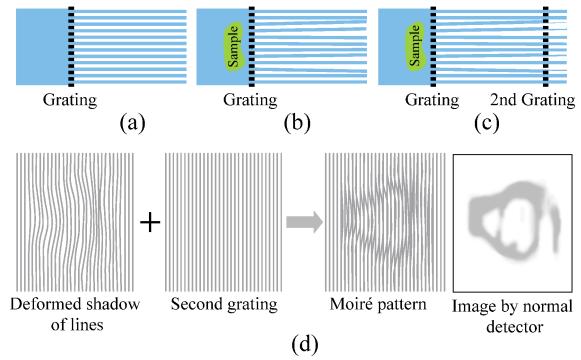 Sample
Sample
Grating
Grating
Grating
2nd Grating
(a)
(b)
(c)
Deformed shadow
of lines
Second grating
Moiré pattern
Image by normal
detector
(d)